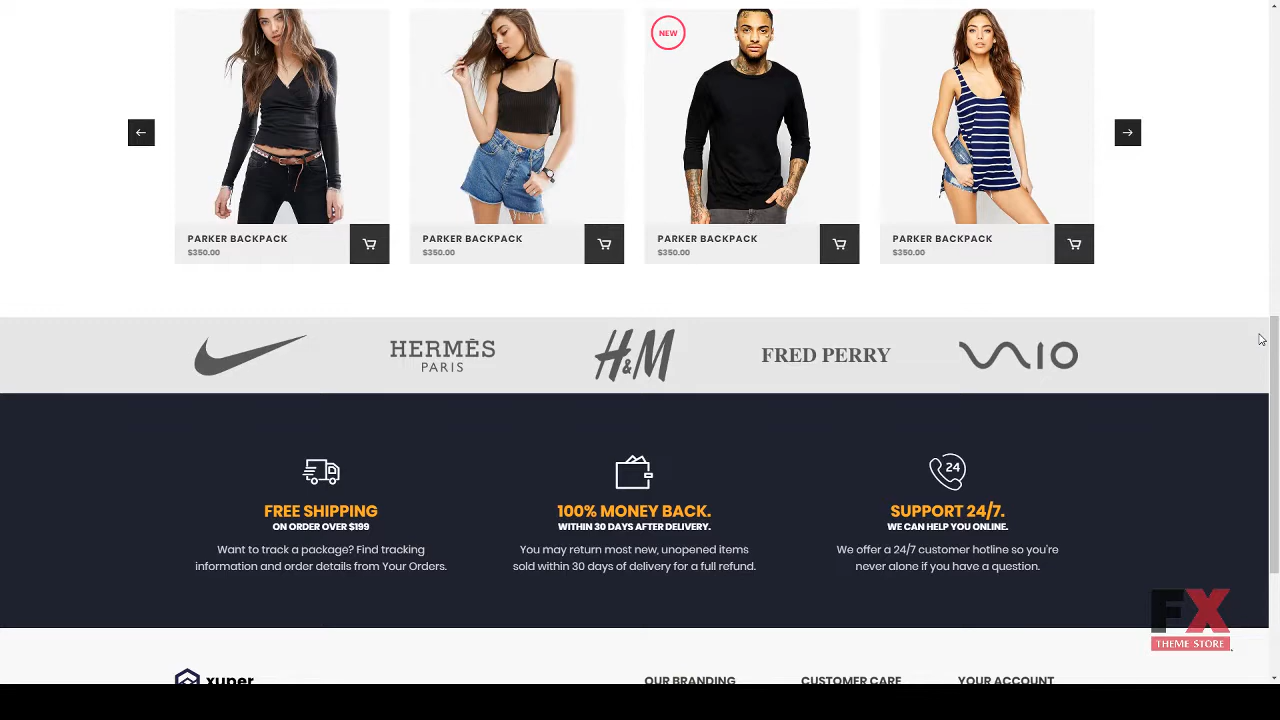 NEW
PARKER BACKPACK
$350.00
PARKER BACKPACK
$350.00
PARKER BACKPACK
$350.00
PARKER BACKPACK
$350.00
HERMÈS
PARIS
H&M
FRED PERRY
VAIO
24
FREE SHIPPING
ON ORDER OVER $199
Want to track a package? Find tracking
information and order details from Your Orders.
100% MONEY BACK.
WITHIN 30 DAYS AFTER DELIVERY.
You may return most new, unopened items
sold within 30 days of delivery for a full refund.
SUPPORT 24/7.
WE CAN HELP YOU ONLINE.
We offer a 24/7 customer hotline so you're
never alone if you have a question.
FX
THEME STORE
xuper
OUR BRANDING
CUSTOMER CARE
YOUR ACCOUNT